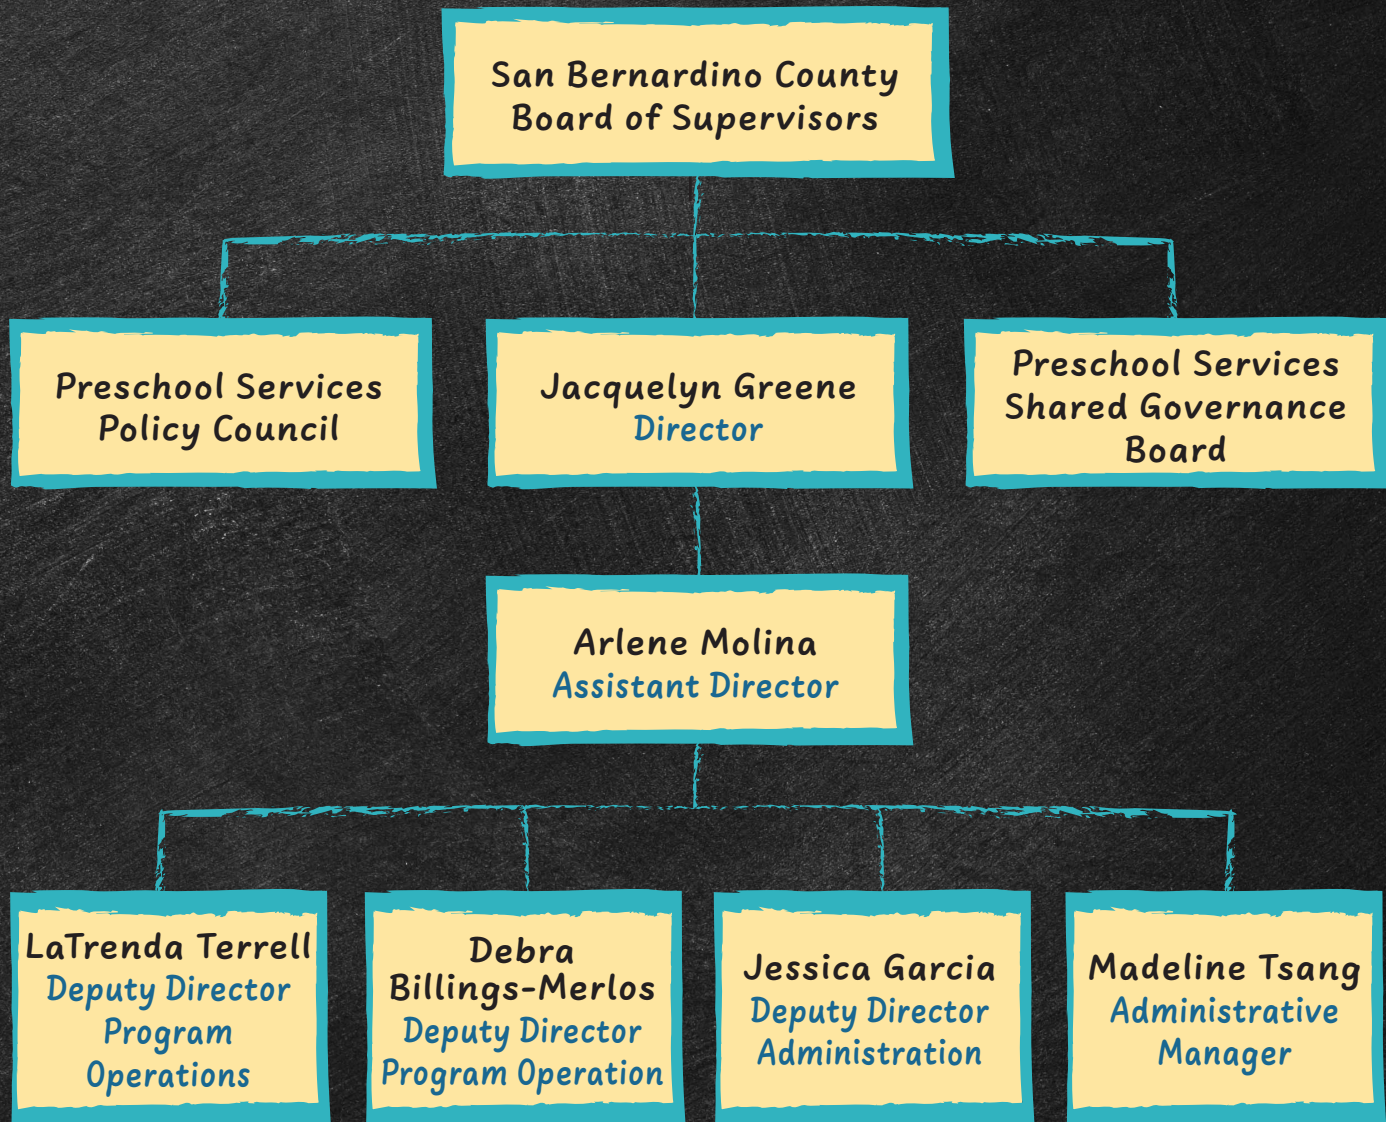 San Bernardino County
Board of Supervisors
Preschool Services
Policy Council
Jacquelyn Greene
Director
Preschool Services
Shared Governance
Board
Arlene Molina
Assistant Director
LaTrenda Terrell
Deputy Director
Program
Operations
Debra
Billings-Merlos
Deputy Director
Program Operation
Jessica Garcia
Deputy Director
Administration
Madeline Tsang
Administrative
Manager